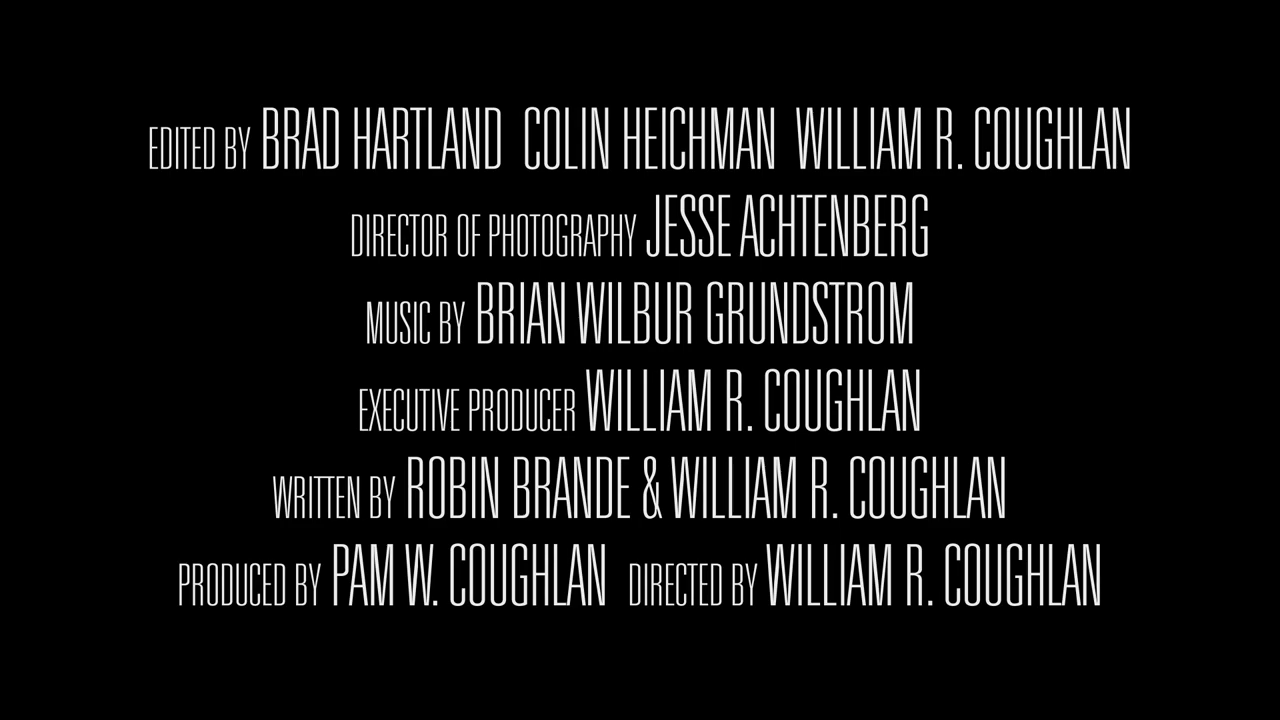 EDITED BY BRAD HARTLAND COLIN HEICHMAN WILLIAM R. COUGHLAN
DIRECTOR OF PHOTOGRAPHY JESSE ACHTENBERG
MUSIC BY BRIAN WILBUR GRUNDSTROM
EXECUTIVE PRODUCER WILLIAM R. COUGHLAN
WRITTEN BY ROBIN BRANDE & WILLIAM R. COUGHLAN
PRODUCED BY PAM W. COUGHLAN DIRECTED BY WILLIAM R. COUGHLAN